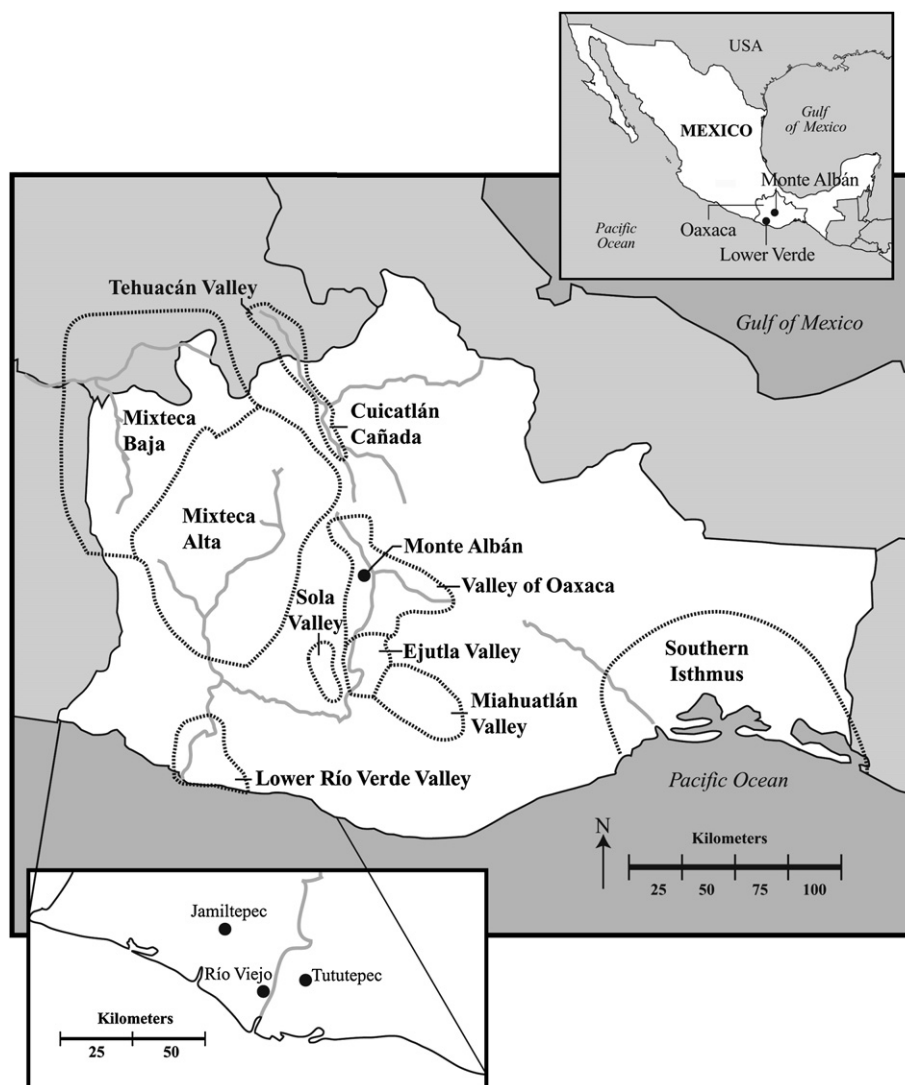 USA
Gulf
of Mexico
MEXICO
Monte Albán
Pacific
Ocean
Oaxaca
Lower Verde
Tehuacán Valley
Gulf of Mexico
Mixteca
Baja
Cuicatlán
Cañada
Mixteca
Alta
Monte Albán
Valley of Oaxaca
Sola
Valley
Ejutla Valley
Southern
Isthmus
Miahuatlán
Valley
Lower Río Verde Valley
Pacific Ocean
N
Kilometers
25 50 75 100
Jamiltepec
Río Viejo
Tututepec
Kilometers
25 50